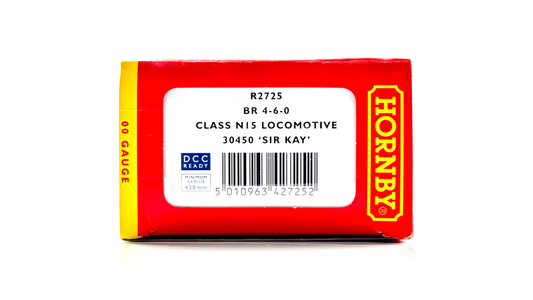 00 GAUGE
R2725
BR 4-6-0
CLASS N15 LOCOMOTIVE
30450 ‘SIR KAY’
DCC
READY
MINIMUM
RADIUS
438mm
5 010963 427252
HORNBY®